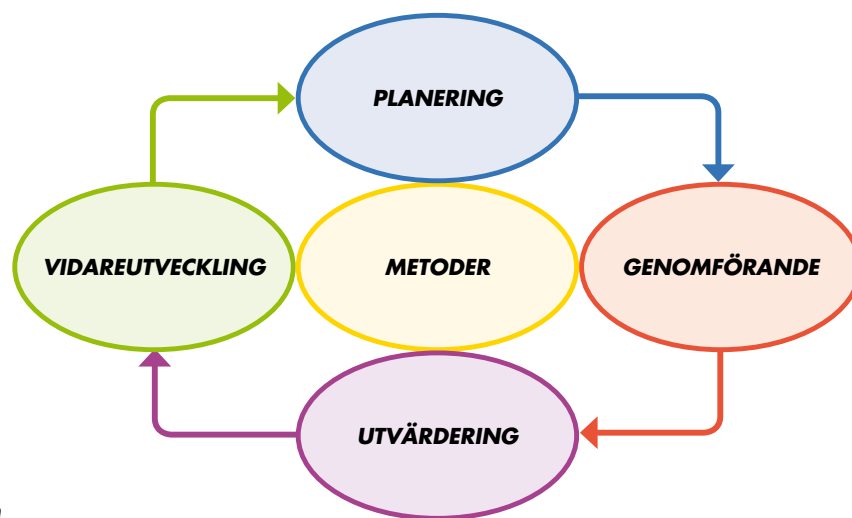 PLANERING
VIDAREUTVECKLING
METODER
GENOMFÖRANDE
UTVÄRDERING